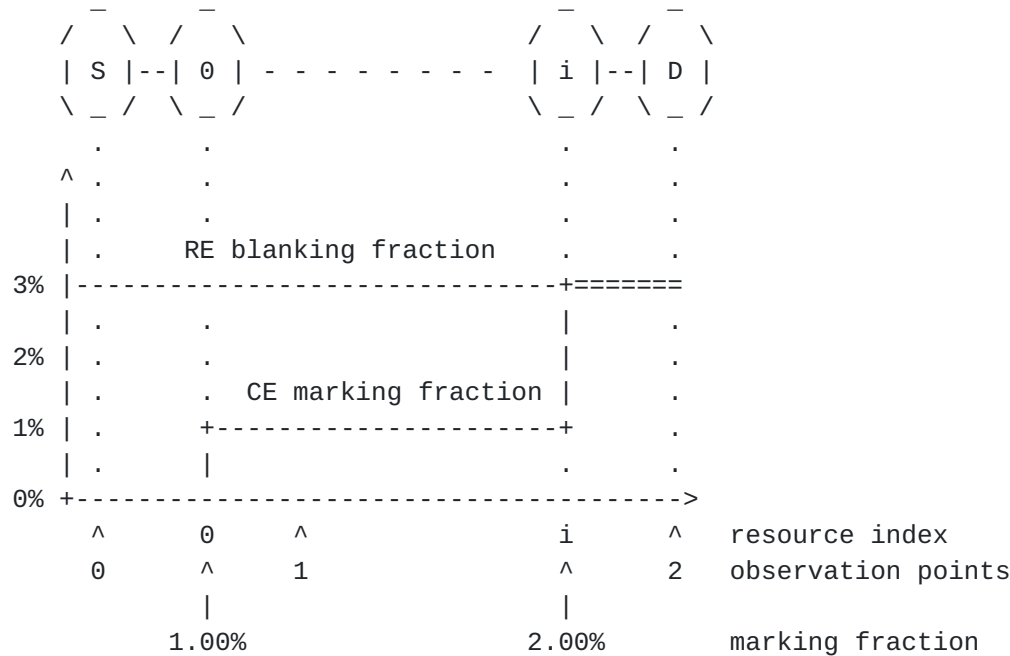 S 0 i D
RE blanking fraction
3%
2%
CE marking fraction
1%
0%
0 i resource index
0 1 2 observation points
1.00% 2.00% marking fraction